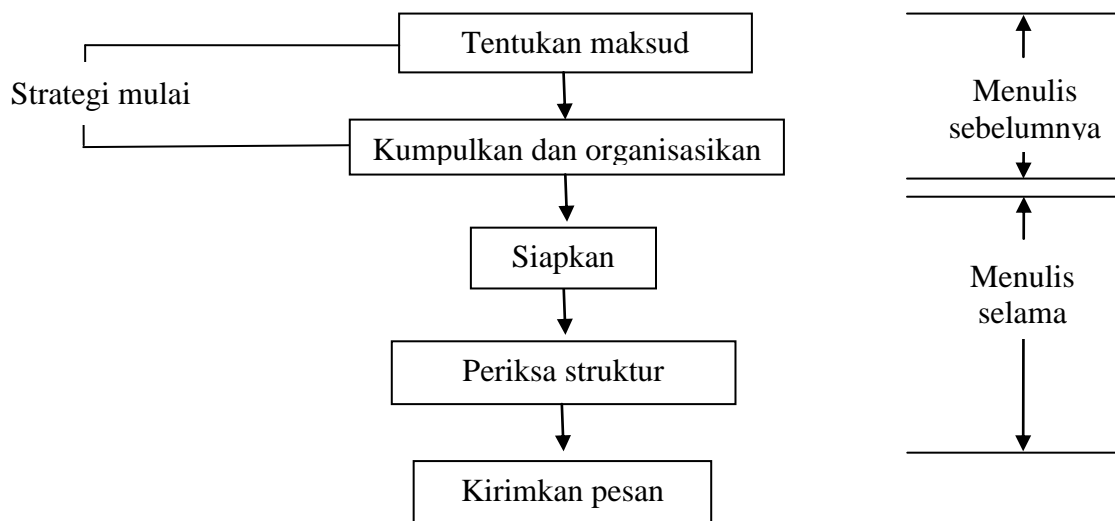 Tentukan maksud
Strategi mulai
Kumpulkan dan organisasikan
Menulis
sebelumnya
Siapkan
Menulis
selama
Periksa struktur
Kirimkan pesan